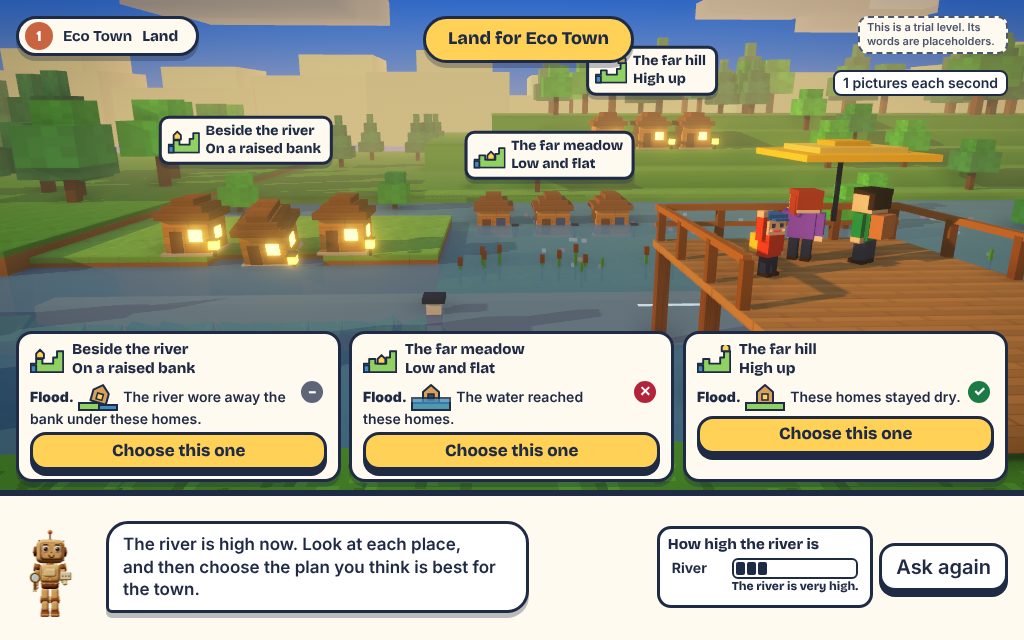 1 Eco Town Land
Land for Eco Town
This is a trial level. Its
words are placeholders.
1 pictures each second
The far hill
High up
Beside the river
On a raised bank
The far meadow
Low and flat
Beside the river
On a raised bank
Flood. The river wore away the
bank under these homes.
Choose this one
The far meadow
Low and flat
Flood. The water reached
these homes.
Choose this one
The far hill
High up
Flood. These homes stayed dry.
Choose this one
The river is high now. Look at each place,
and then choose the plan you think is best for
the town.
How high the river is
River
The river is very high.
Ask again